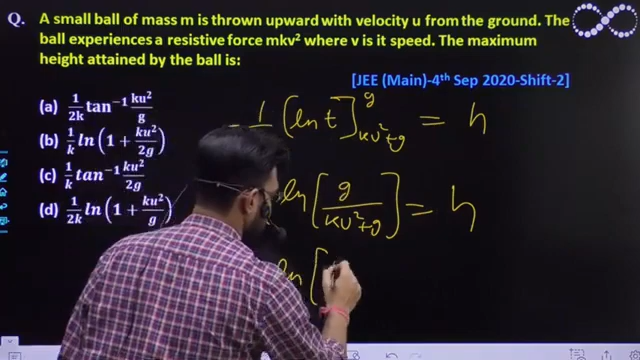 Q. A small ball of mass m is thrown upward with velocity u from the ground. The
ball experiences a resistive force mkv² where v is it speed. The maximum
height attained by the ball is:
[JEE (Main)-4th Sep 2020-Shift-2]
(a) 1/2k tan⁻¹ ku²/g
(b) 1/k ln(1 + ku²/2g)
(c) 1/k tan⁻¹ ku²/2g
(d) 1/2k ln(1 + ku²/g)
[ln t]^g_ku²+g = h
ln [g/ku²+g] = h
ln [